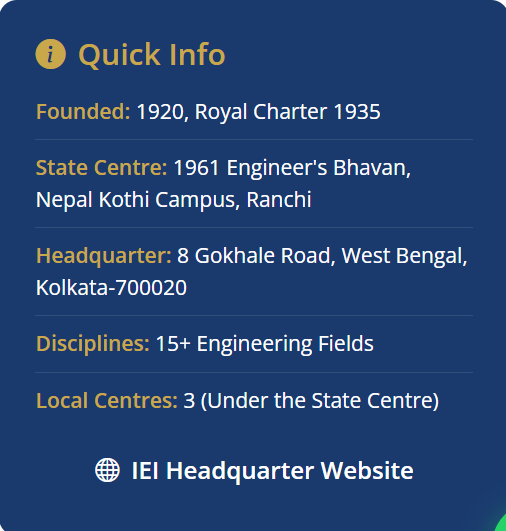 Quick Info
Founded: 1920, Royal Charter 1935
State Centre: 1961 Engineer's Bhavan,
Nepal Kothi Campus, Ranchi
Headquarter: 8 Gokhale Road, West Bengal,
Kolkata-700020
Disciplines: 15+ Engineering Fields
Local Centres: 3 (Under the State Centre)
IEI Headquarter Website